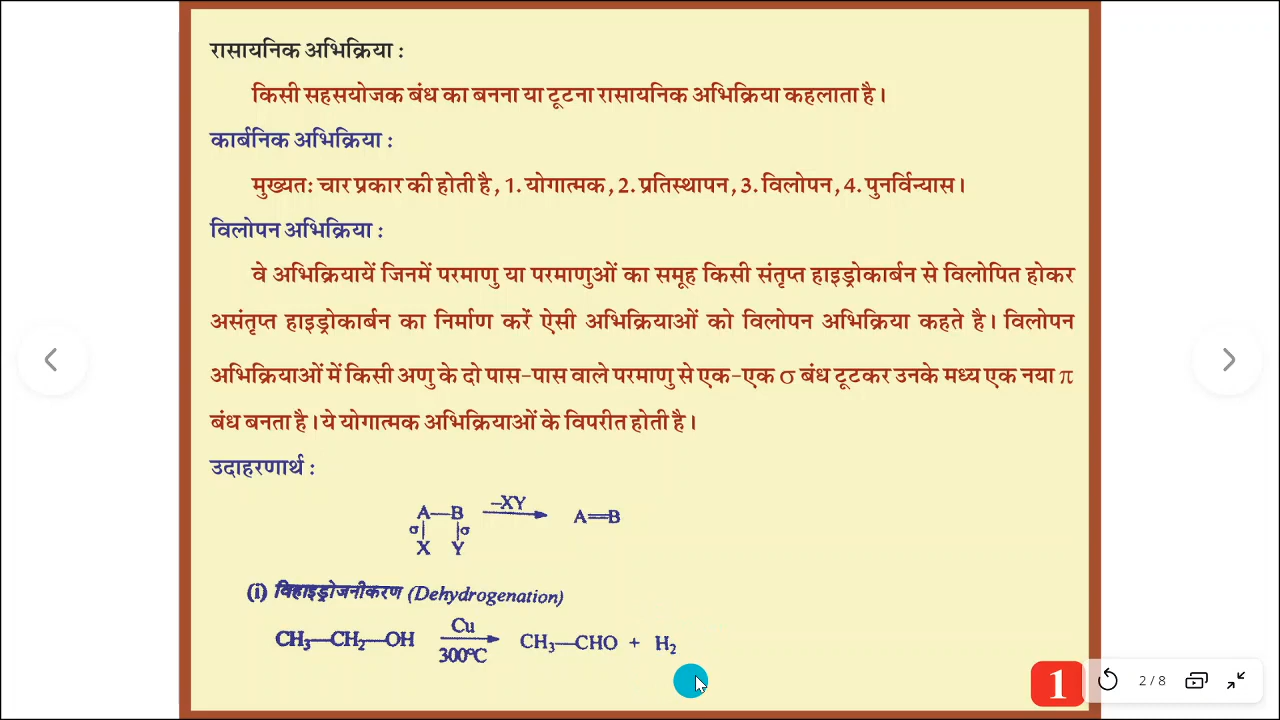 रासायनिक अभिक्रिया :
किसी सहसयोजक बंध का बनना या टूटना रासायनिक अभिक्रिया कहलाता है।
कार्बनिक अभिक्रिया :
मुख्यतः चार प्रकार की होती है, 1. योगात्मक, 2. प्रतिस्थापन, 3. विलोपन, 4. पुनर्विन्यास।
विलोपन अभिक्रिया :
वे अभिक्रियायें जिनमें परमाणु या परमाणुओं का समूह किसी संतृप्त हाइड्रोकार्बन से विलोपित होकर
असंतृप्त हाइड्रोकार्बन का निर्माण करें ऐसी अभिक्रियाओं को विलोपन अभिक्रिया कहते है। विलोपन
अभिक्रियाओं में किसी अणु के दो पास-पास वाले परमाणु से एक-एक σ बंध टूटकर उनके मध्य एक नया π
बंध बनता है। ये योगात्मक अभिक्रियाओं के विपरीत होती है।
उदाहरणार्थ :
A—B –XY A═B
σ| |σ
X Y
(i) विहाइड्रोजनीकरण (Dehydrogenation)
CH₃—CH₂—OH Cu 300°C → CH₃—CHO + H₂
1
2 / 8